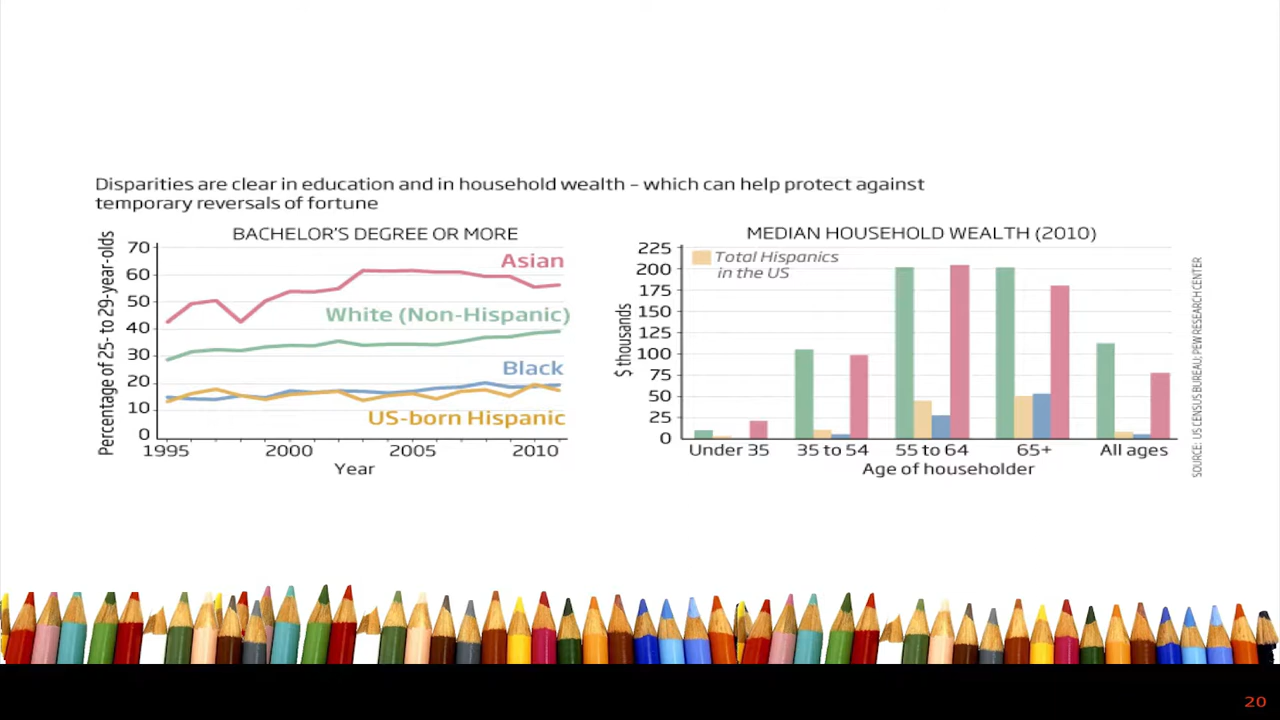 Disparities are clear in education and in household wealth – which can help protect against
temporary reversals of fortune
BACHELOR'S DEGREE OR MORE
Percentage of 25- to 29-year-olds
70
60
50
40
30
20
10
0
Asian
White (Non-Hispanic)
Black
US-born Hispanic
1995 2000 2005 2010
Year
MEDIAN HOUSEHOLD WEALTH (2010)
$ thousands
225
200
175
150
125
100
75
50
25
0
Total Hispanics
in the US
Under 35 35 to 54 55 to 64 65+ All ages
Age of householder
SOURCE: US CENSUS BUREAU; PEW RESEARCH CENTER
20